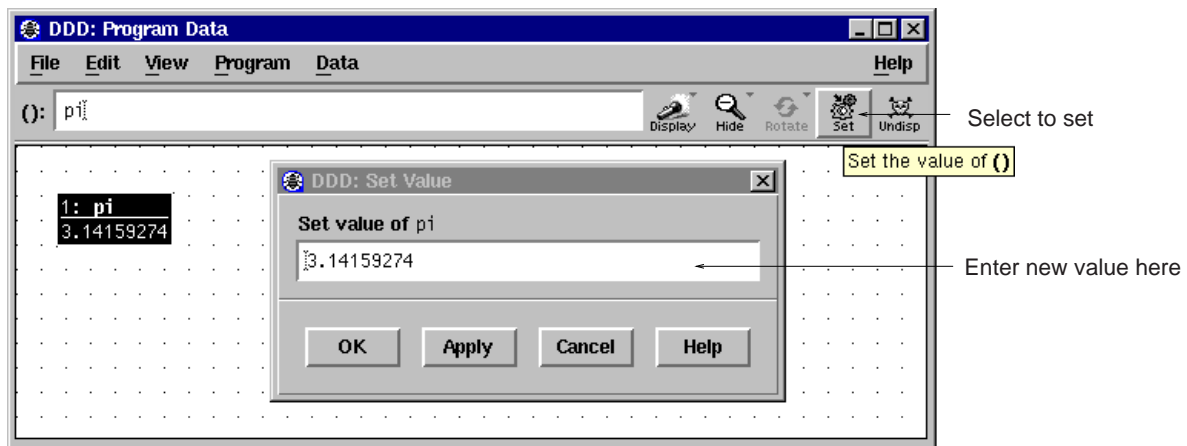 DDD: Program Data
File Edit View Program Data Help
(): pi
Display Hide Rotate Set Undisp
Select to set
Set the value of ()
DDD: Set Value
1: pi
3.14159274
Set value of pi
3.14159274
Enter new value here
OK Apply Cancel Help